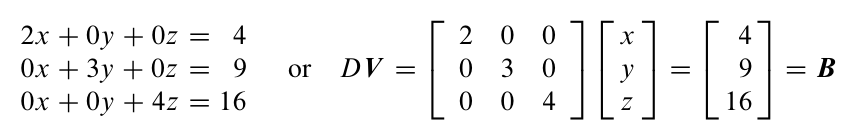 2x + 0y + 0z = 4
0x + 3y + 0z = 9 or DV = [ 2 0 0 ; 0 3 0 ; 0 0 4 ] [ x ; y ; z ] = [ 4 ; 9 ; 16 ] = B
0x + 0y + 4z = 16